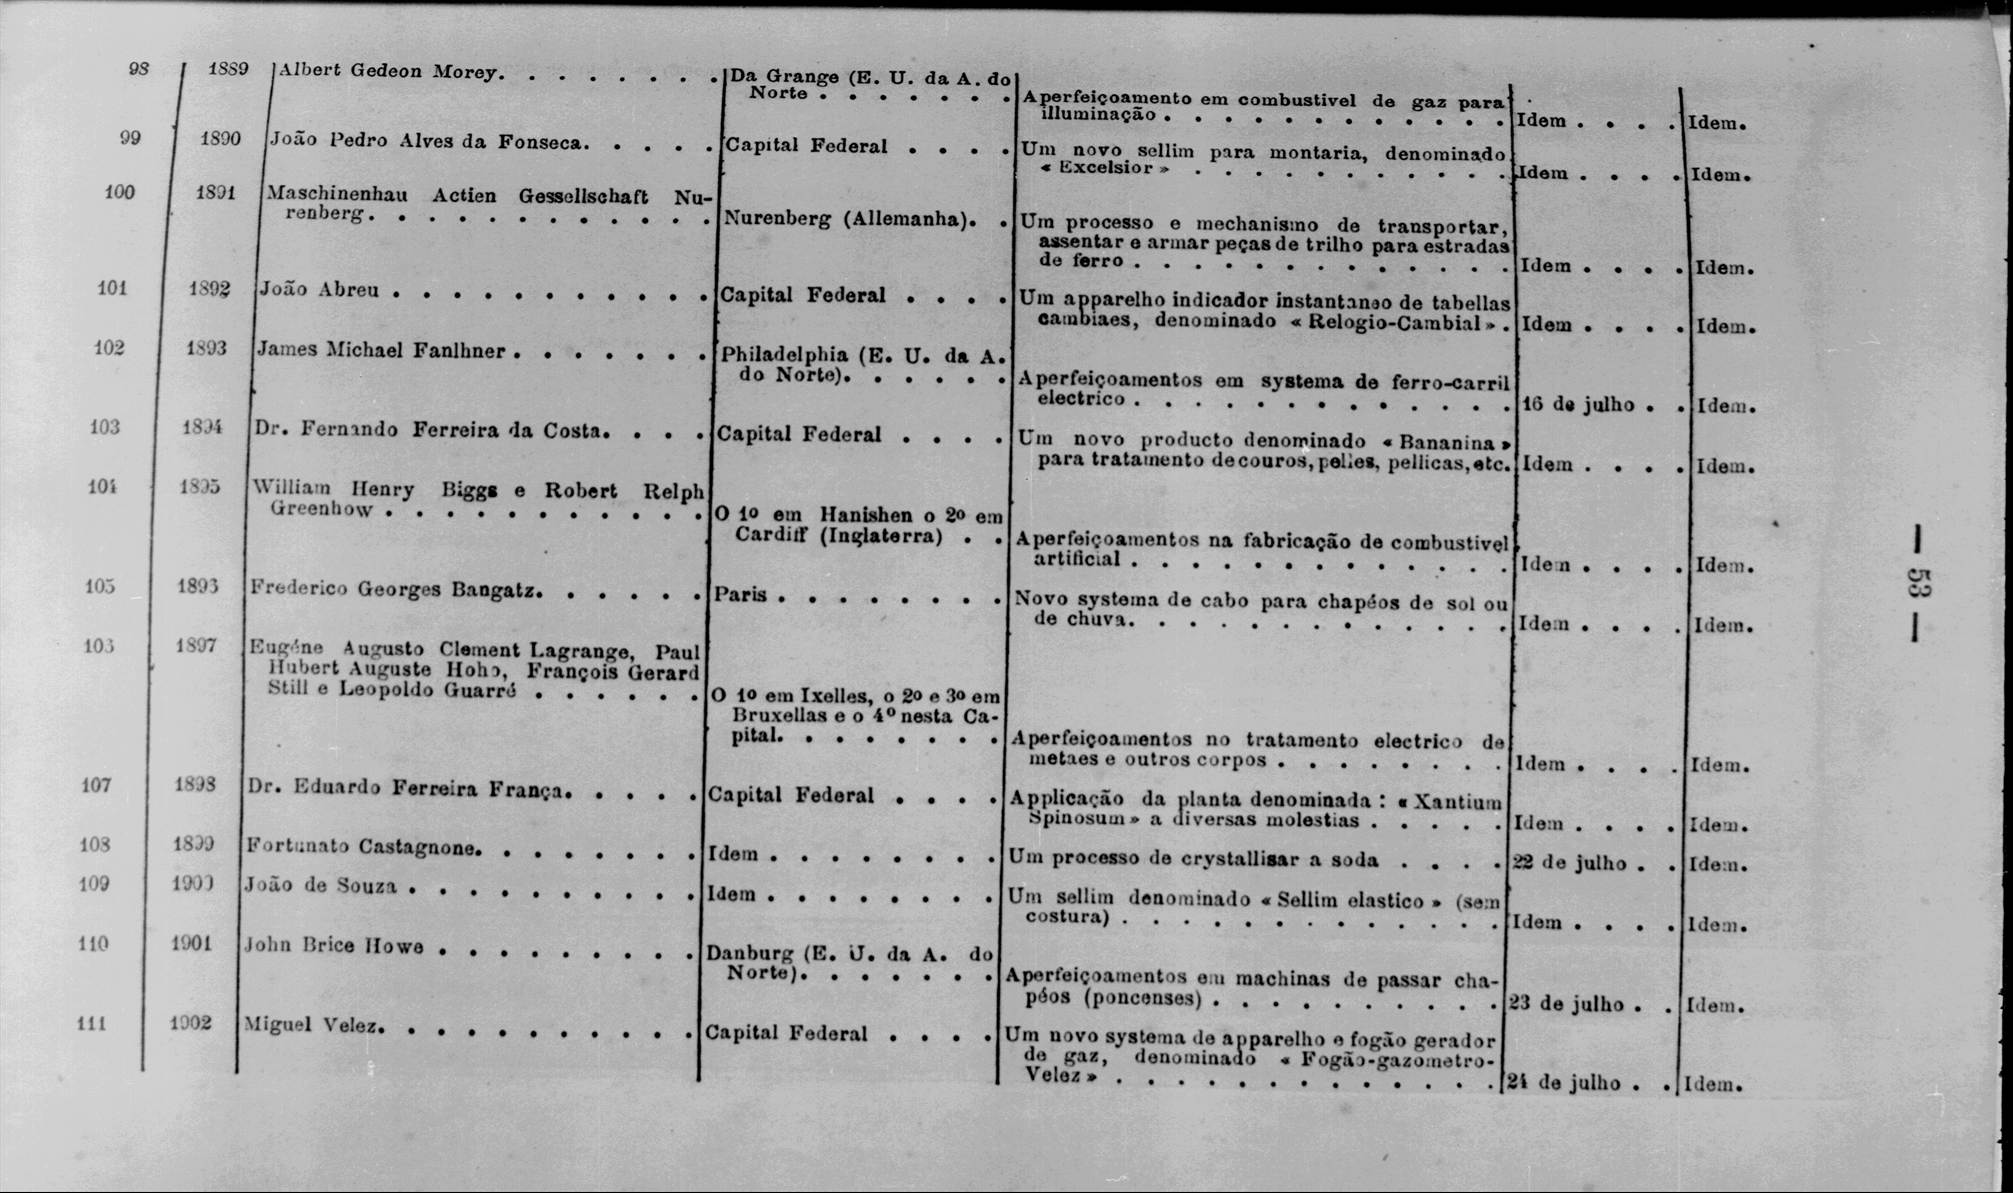 98 1889 Albert Gedeon Morey. . . . . . . . Da Grange (E. U. da A. do
Norte . . . . . . . Aperfeiçoamento em combustivel de gaz para
illuminação . . . . . . . . . . . . Idem . . . . Idem.
99 1890 João Pedro Alves da Fonseca. . . . . Capital Federal . . . . Um novo sellim para montaria, denominado
« Excelsior » . . . . . . . . . . . Idem . . . . Idem.
100 1891 Maschinenhau Actien Gessellschaft Nu-
renberg. . . . . . . . . . . . Nurenberg (Allemanha). . Um processo e mechanismo de transportar,
assentar e armar peças de trilho para estradas
de ferro . . . . . . . . . . . . . Idem . . . . Idem.
101 1892 João Abreu . . . . . . . . . . . Capital Federal . . . . Um apparelho indicador instantaneo de tabellas
cambiaes, denominado « Relogio-Cambial » . Idem . . . . Idem.
102 1893 James Michael Fanlhner . . . . . . . Philadelphia (E. U. da A.
do Norte). . . . . . Aperfeiçoamentos em systema de ferro-carril
electrico . . . . . . . . . . . . . 16 de julho . . Idem.
103 1894 Dr. Fernando Ferreira da Costa. . . . Capital Federal . . . . Um novo producto denominado « Bananina »
para tratamento de couros, pelles, pellicas, etc. Idem . . . . Idem.
104 1895 William Henry Biggs e Robert Relph
Greenhow . . . . . . . . . . . O 1º em Hanishen o 2º em
Cardiff (Inglaterra) . . Aperfeiçoamentos na fabricação de combustivel
artificial . . . . . . . . . . . . . Idem . . . . Idem.
105 1896 Frederico Georges Bangatz. . . . . . Paris . . . . . . . . Novo systema de cabo para chapéos de sol ou
de chuva. . . . . . . . . . . . . Idem . . . . Idem.
106 1897 Eugéne Augusto Clement Lagrange, Paul
Hubert Auguste Hoho, François Gerard
Still e Leopoldo Guarré . . . . . . O 1º em Ixelles, o 2º e 3º em
Bruxellas e o 4º nesta Ca-
pital. . . . . . . . Aperfeiçoamentos no tratamento electrico de
metaes e outros corpos . . . . . . . . Idem . . . . Idem.
107 1898 Dr. Eduardo Ferreira França. . . . . Capital Federal . . . . Applicação da planta denominada : « Xantium
Spinosum » a diversas molestias . . . . . Idem . . . . Idem.
108 1899 Fortunato Castagnone. . . . . . . . Idem . . . . . . . . Um processo de crystallisar a soda . . . . 22 de julho . . Idem.
109 1900 João de Souza . . . . . . . . . . Idem . . . . . . . . Um sellim denominado « Sellim elastico » (sem
costura) . . . . . . . . . . . . . Idem . . . . Idem.
110 1901 John Brice Howe . . . . . . . . . Danburg (E. U. da A. do
Norte). . . . . . . Aperfeiçoamentos em machinas de passar cha-
péos (poncenses) . . . . . . . . . . 23 de julho . . Idem.
111 1902 Miguel Velez. . . . . . . . . . . Capital Federal . . . . Um novo systema de apparelho e fogão gerador
de gaz, denominado « Fogão-gazometro-
Velez » . . . . . . . . . . . . . 24 de julho . . Idem.
— 53 —